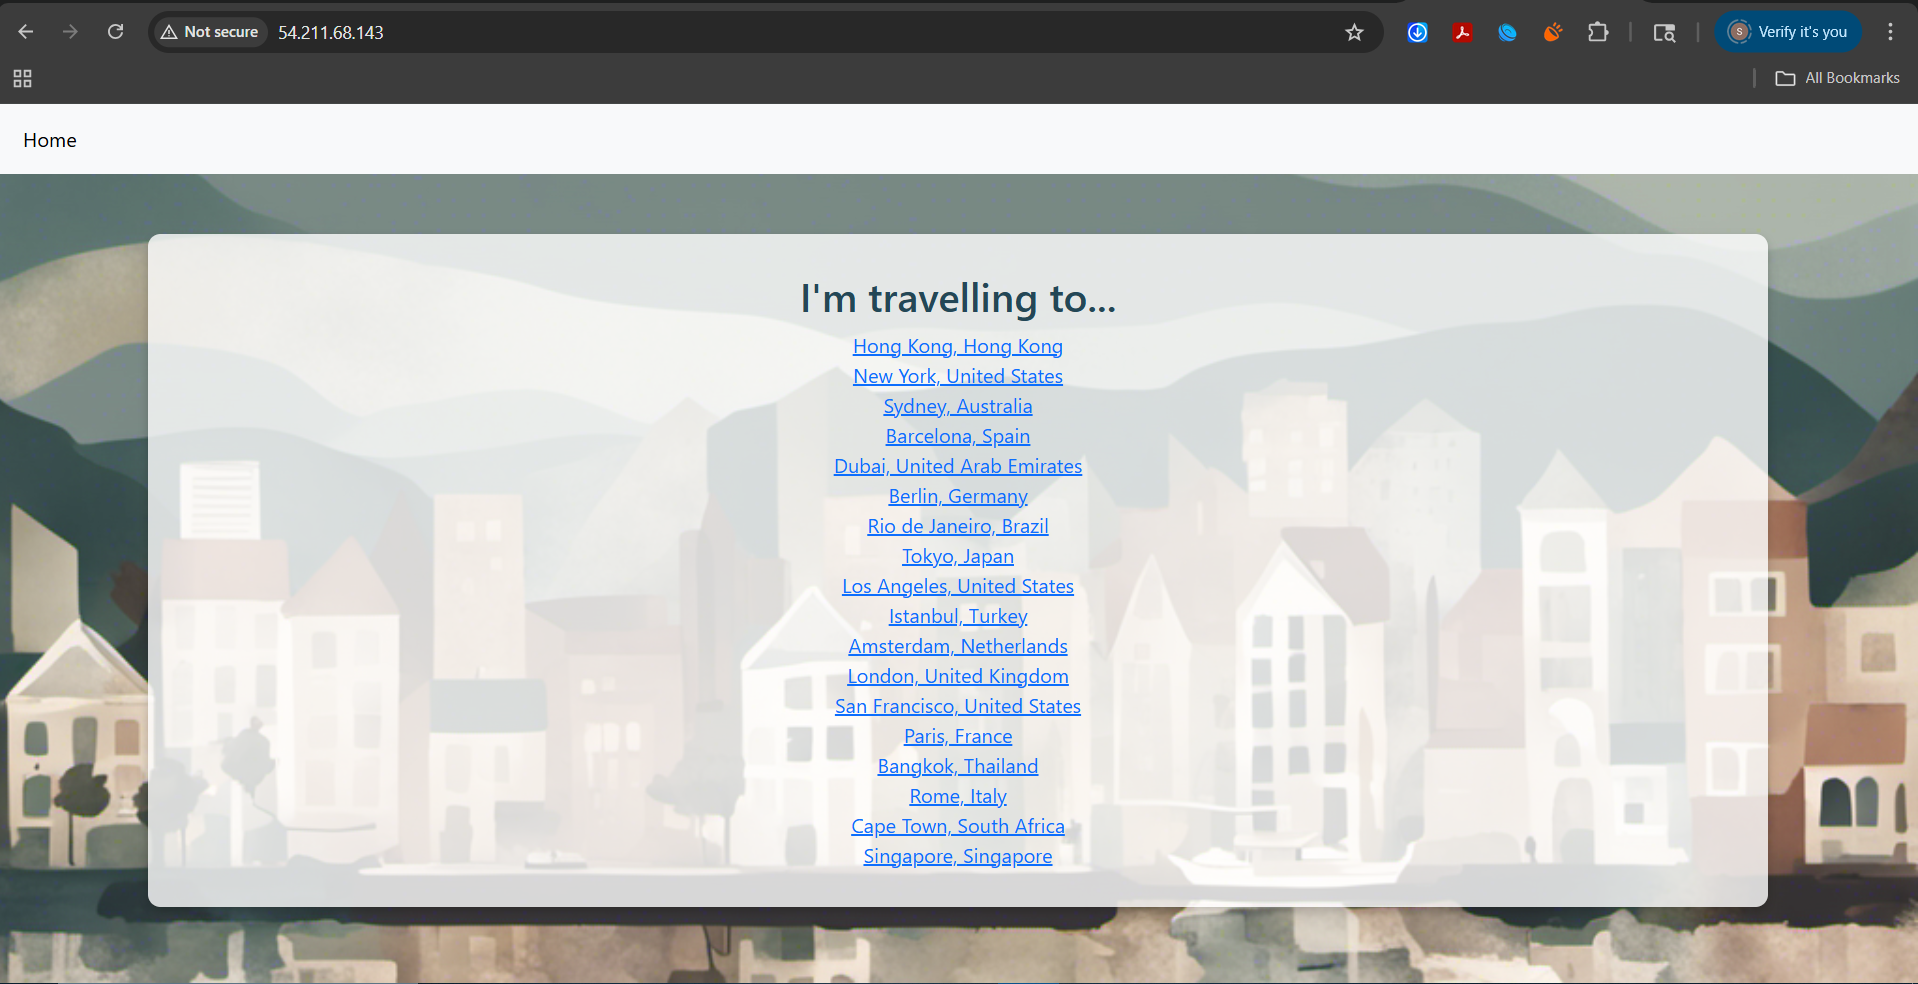 Not secure 54.211.68.143
S Verify it's you
All Bookmarks
Home
I'm travelling to...
Hong Kong, Hong Kong
New York, United States
Sydney, Australia
Barcelona, Spain
Dubai, United Arab Emirates
Berlin, Germany
Rio de Janeiro, Brazil
Tokyo, Japan
Los Angeles, United States
Istanbul, Turkey
Amsterdam, Netherlands
London, United Kingdom
San Francisco, United States
Paris, France
Bangkok, Thailand
Rome, Italy
Cape Town, South Africa
Singapore, Singapore